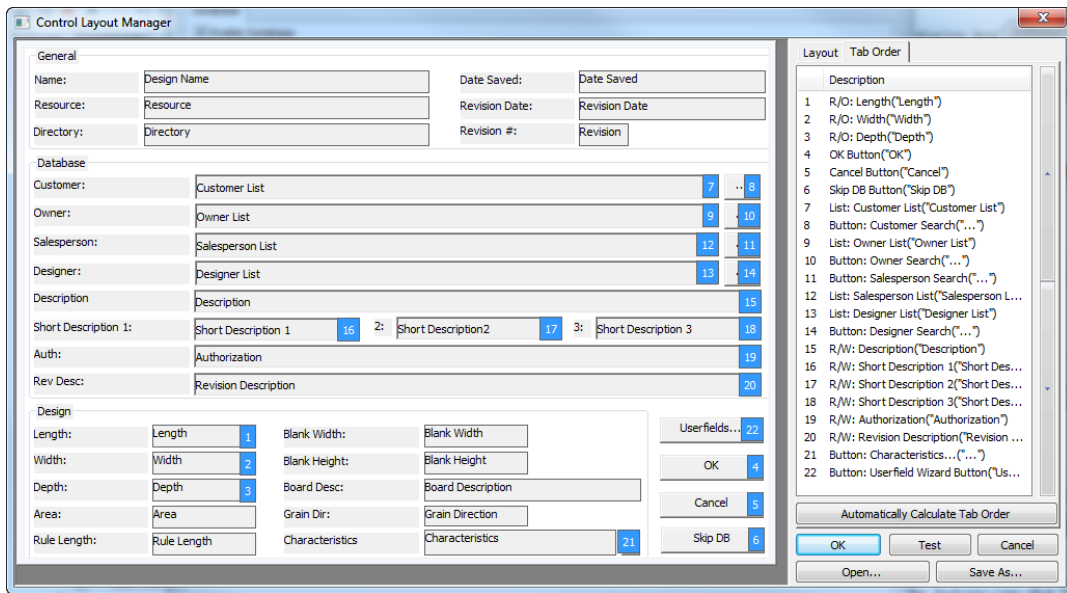 Control Layout Manager
General
Name: Design Name Date Saved: Date Saved
Resource: Resource Revision Date: Revision Date
Directory: Directory Revision #: Revision
Database
Customer: Customer List 7 .. 8
Owner: Owner List 9 10
Salesperson: Salesperson List 12 11
Designer: Designer List 13 14
Description Description 15
Short Description 1: Short Description 1 16 2: Short Description2 17 3: Short Description 3 18
Auth: Authorization 19
Rev Desc: Revision Description 20
Design
Length: Length 1 Blank Width: Blank Width Userfields... 22
Width: Width 2 Blank Height: Blank Height OK 4
Depth: Depth 3 Board Desc: Board Description Cancel 5
Area: Area Grain Dir: Grain Direction
Rule Length: Rule Length Characteristics Characteristics 21 Skip DB 6
Layout Tab Order
Description
1 R/O: Length("Length")
2 R/O: Width("Width")
3 R/O: Depth("Depth")
4 OK Button("OK")
5 Cancel Button("Cancel")
6 Skip DB Button("Skip DB")
7 List: Customer List("Customer List")
8 Button: Customer Search("...")
9 List: Owner List("Owner List")
10 Button: Owner Search("...")
11 Button: Salesperson Search("...")
12 List: Salesperson List("Salesperson L...
13 List: Designer List("Designer List")
14 Button: Designer Search("...")
15 R/W: Description("Description")
16 R/W: Short Description 1("Short Des...
17 R/W: Short Description 2("Short Des...
18 R/W: Short Description 3("Short Des...
19 R/W: Authorization("Authorization")
20 R/W: Revision Description("Revision ...
21 Button: Characteristics...("...")
22 Button: Userfield Wizard Button("Us...
Automatically Calculate Tab Order
OK Test Cancel
Open... Save As...